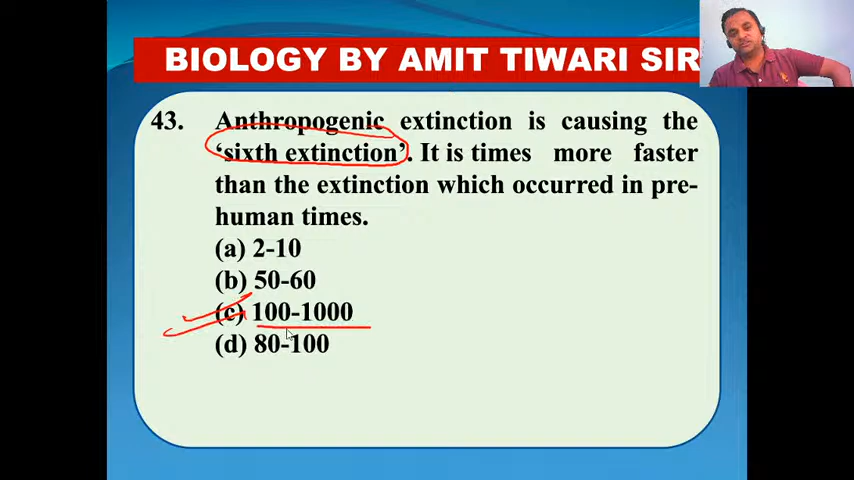 BIOLOGY BY AMIT TIWARI SIR
43. Anthropogenic extinction is causing the
‘sixth extinction’. It is times more faster
than the extinction which occurred in pre-
human times.
(a) 2-10
(b) 50-60
(c) 100-1000
(d) 80-100